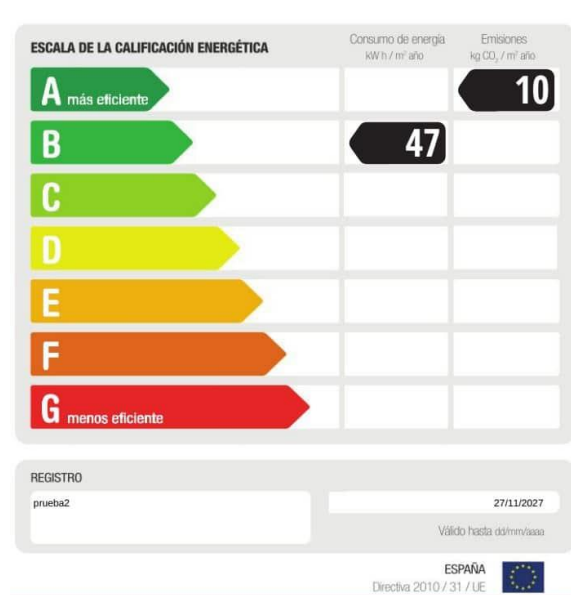 ESCALA DE LA CALIFICACIÓN ENERGÉTICA
Consumo de energía
kW h / m² año
Emisiones
kg CO₂ / m² año
A más eficiente
10
B
47
C
D
E
F
G menos eficiente
REGISTRO
prueba2
27/11/2027
Válido hasta dd/mm/aaaa
ESPAÑA
Directiva 2010 / 31 / UE